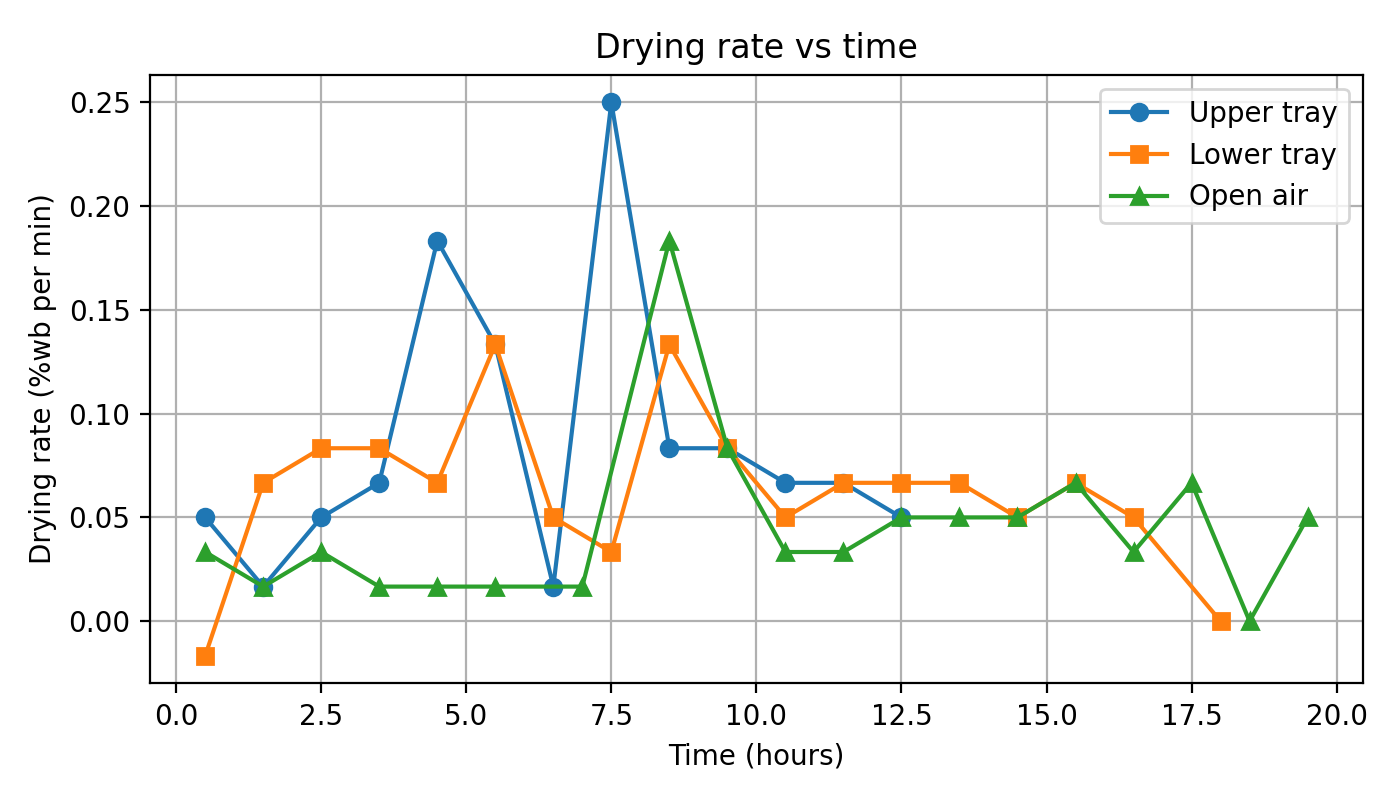 Drying rate vs time
Upper tray
Lower tray
Open air
Drying rate (%wb per min)
0.25
0.20
0.15
0.10
0.05
0.00
0.0 2.5 5.0 7.5 10.0 12.5 15.0 17.5 20.0
Time (hours)